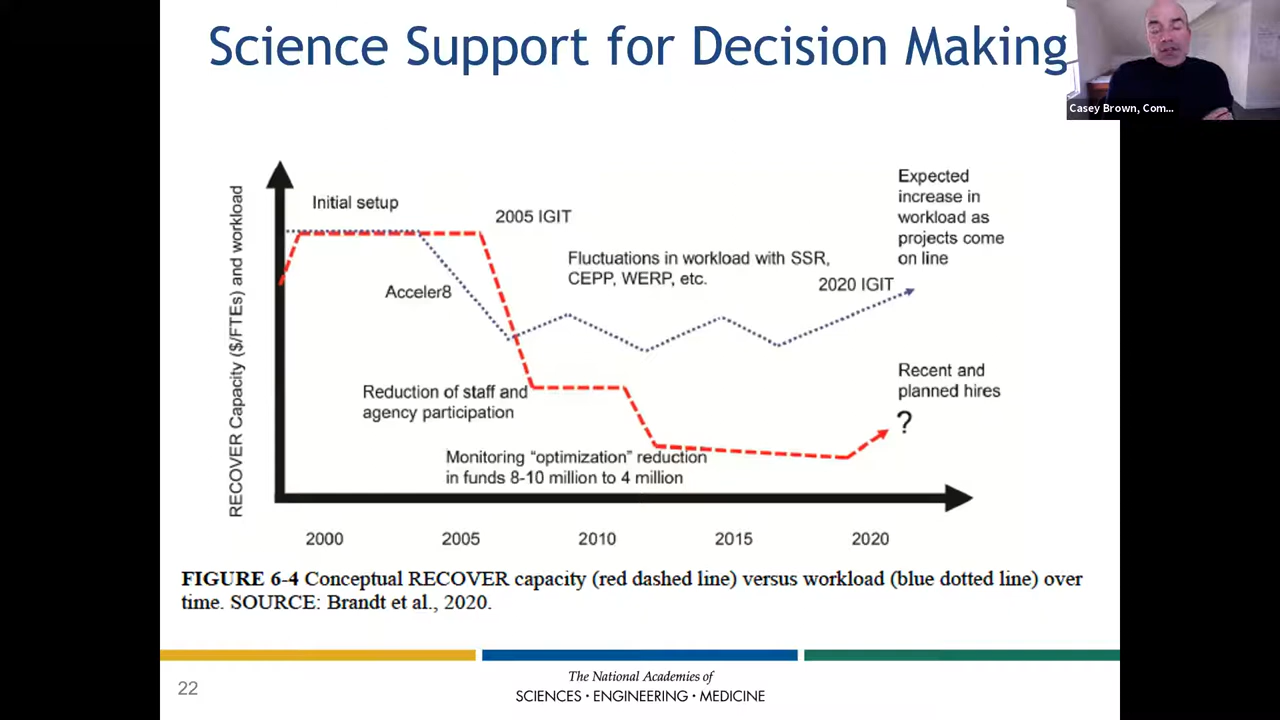 Science Support for Decision Making
Casey Brown, Com...
RECOVER Capacity ($/FTEs) and workload
Initial setup
2005 IGIT
Acceler8
Fluctuations in workload with SSR,
CEPP, WERP, etc.
2020 IGIT
Expected
increase in
workload as
projects come
on line
Reduction of staff and
agency participation
Recent and
planned hires
?
Monitoring “optimization” reduction
in funds 8-10 million to 4 million
2000 2005 2010 2015 2020
FIGURE 6-4 Conceptual RECOVER capacity (red dashed line) versus workload (blue dotted line) over
time. SOURCE: Brandt et al., 2020.
22
The National Academies of
SCIENCES · ENGINEERING · MEDICINE